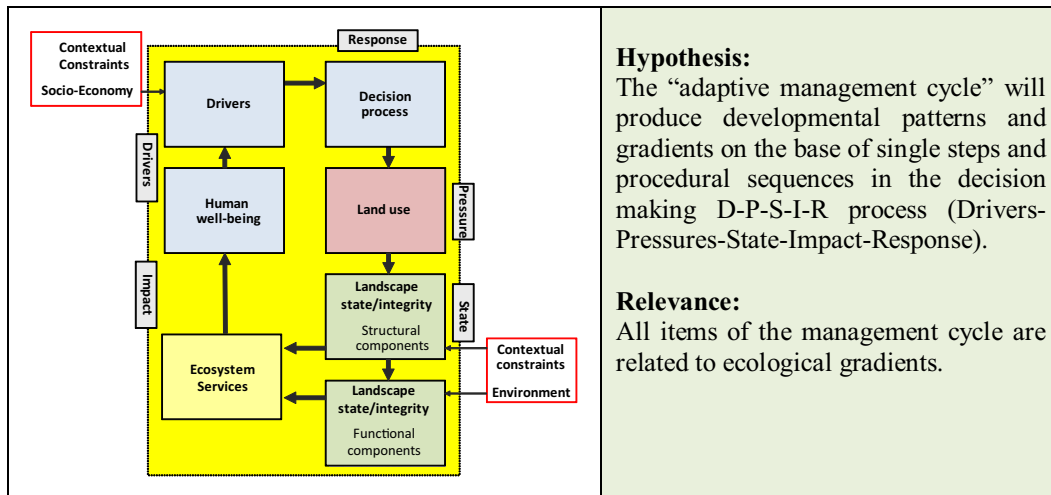 Response
Contextual
Constraints
Socio-Economy
Drivers
Decision
process
Drivers
Human
well-being
Land use
Pressure
Impact
Landscape
state/integrity
Structural
components
State
Ecosystem
Services
Contextual
constraints
Environment
Landscape
state/integrity
Functional
components
Hypothesis:
The “adaptive management cycle” will
produce developmental patterns and
gradients on the base of single steps and
procedural sequences in the decision
making D-P-S-I-R process (Drivers-
Pressures-State-Impact-Response).
Relevance:
All items of the management cycle are
related to ecological gradients.